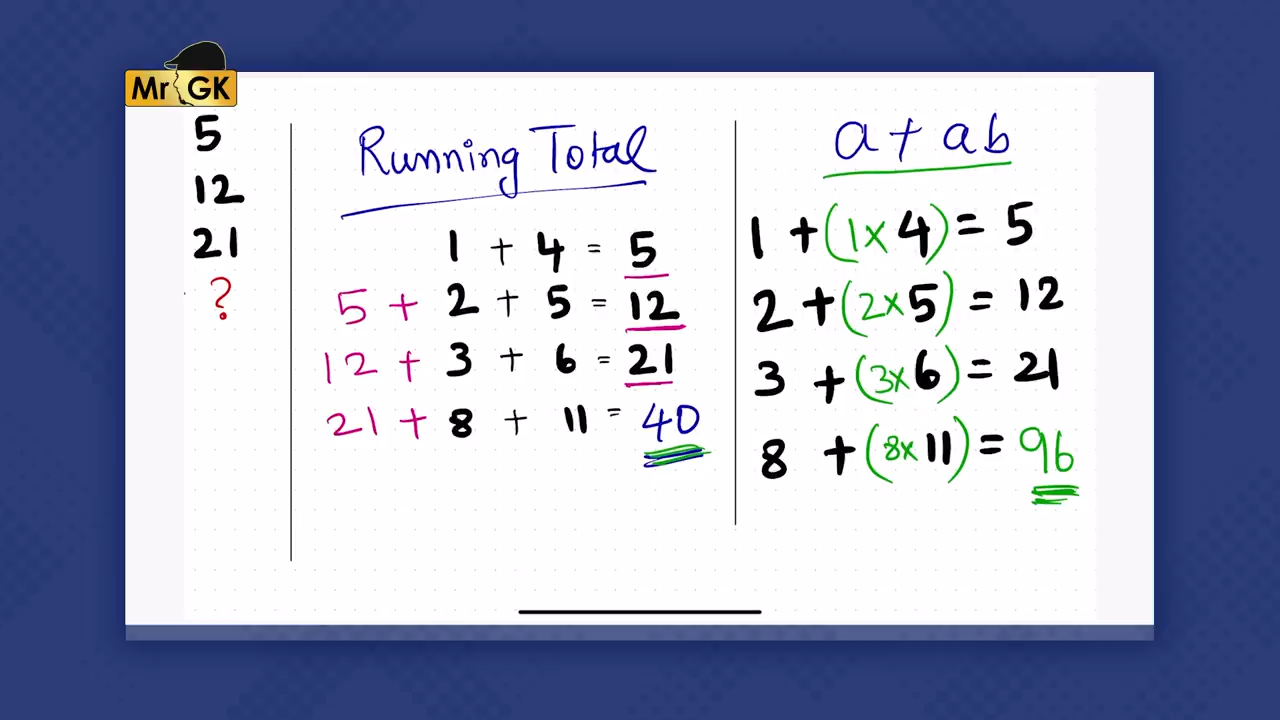 Mr GK
5
12
21
?
Running Total
1 + 4 = 5
5 + 2 + 5 = 12
12 + 3 + 6 = 21
21 + 8 + 11 = 40
a + ab
1 + (1x4) = 5
2 + (2x5) = 12
3 + (3x6) = 21
8 + (8x11) = 96